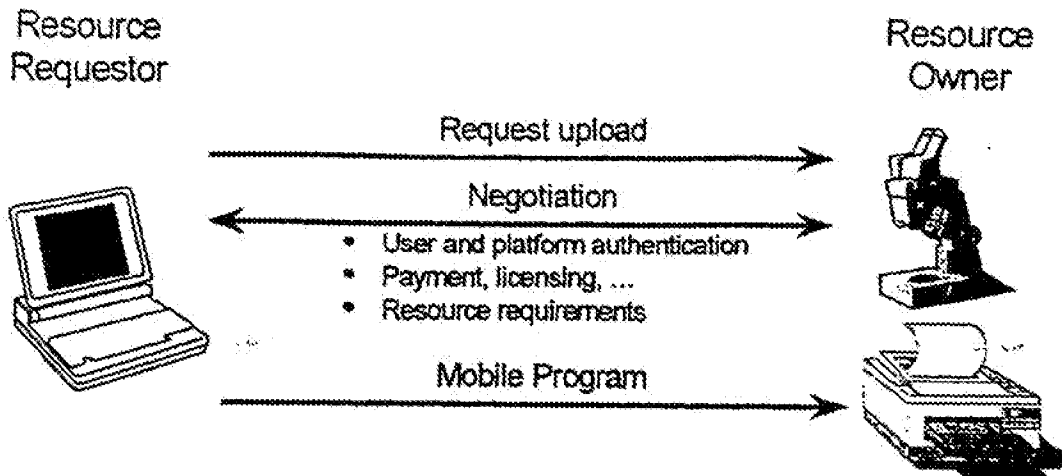 Resource
Requestor
Resource
Owner
Request upload
Negotiation
• User and platform authentication
• Payment, licensing, ...
• Resource requirements
Mobile Program